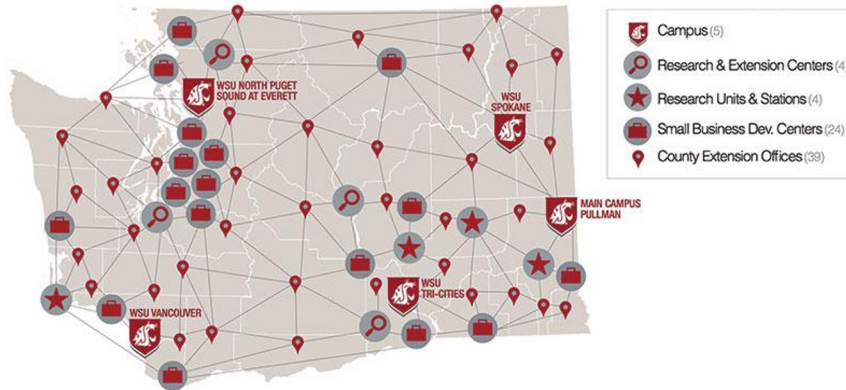 WSU NORTH PUGET
SOUND AT EVERETT
WSU
SPOKANE
MAIN CAMPUS
PULLMAN
WSU
TRI-CITIES
WSU VANCOUVER
Campus (5)
Research & Extension Centers (4)
Research Units & Stations (4)
Small Business Dev. Centers (24)
County Extension Offices (39)